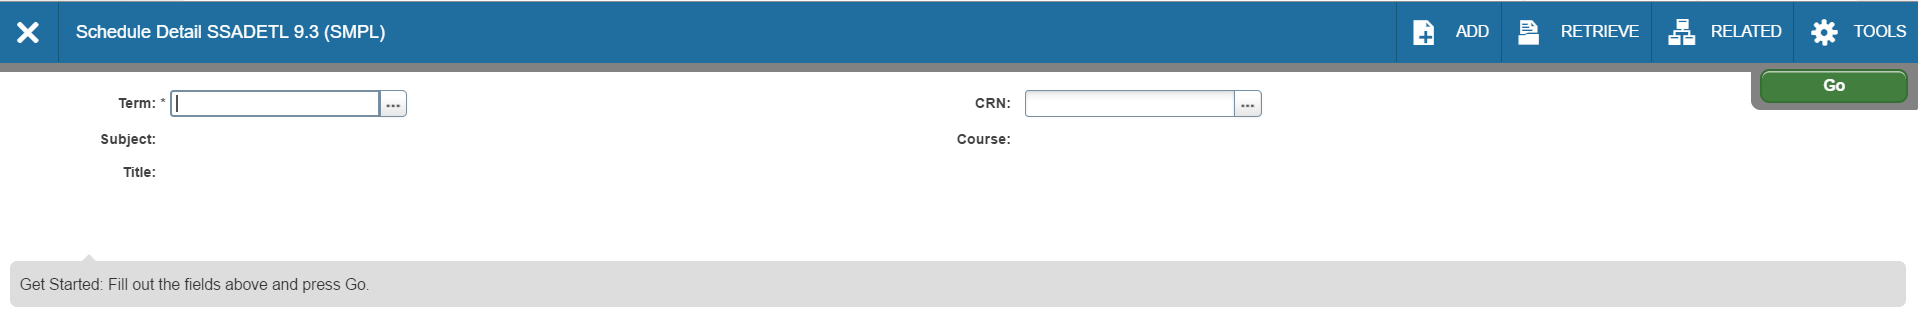 Schedule Detail SSADETL 9.3 (SMPL) ADD RETRIEVE RELATED TOOLS
Go
Term: * ... CRN: ...
Subject: Course:
Title:
Get Started: Fill out the fields above and press Go.